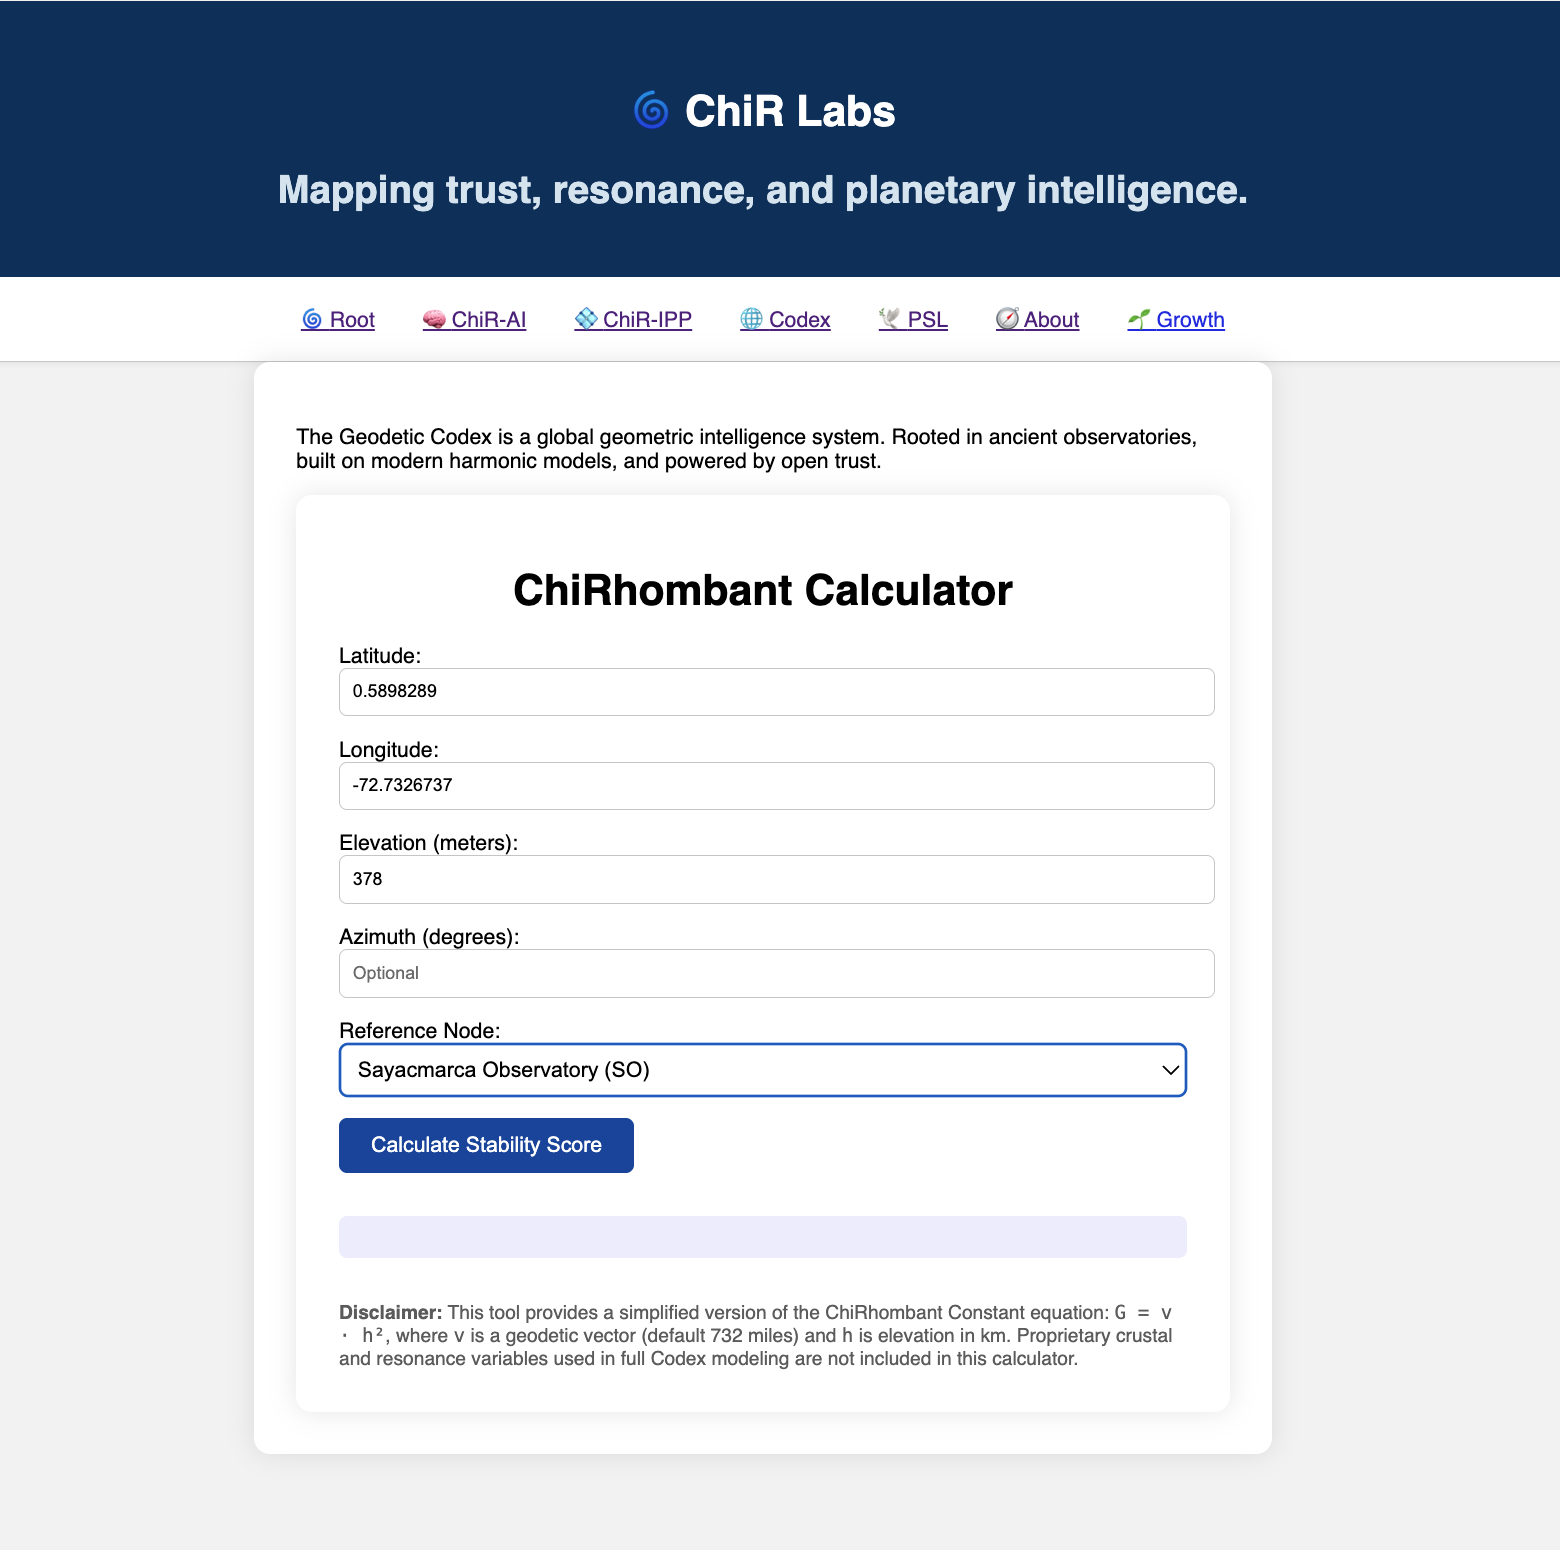 🌀 ChiR Labs
Mapping trust, resonance, and planetary intelligence.
🌀 Root 🧠 ChiR-AI 💠 ChiR-IPP 🌐 Codex 🕊️ PSL 🧭 About 🌱 Growth
The Geodetic Codex is a global geometric intelligence system. Rooted in ancient observatories,
built on modern harmonic models, and powered by open trust.
ChiRhombant Calculator
Latitude:
0.5898289
Longitude:
-72.7326737
Elevation (meters):
378
Azimuth (degrees):
Optional
Reference Node:
Sayacmarca Observatory (SO)
Calculate Stability Score
Disclaimer: This tool provides a simplified version of the ChiRhombant Constant equation: G = v
· h², where v is a geodetic vector (default 732 miles) and h is elevation in km. Proprietary crustal
and resonance variables used in full Codex modeling are not included in this calculator.